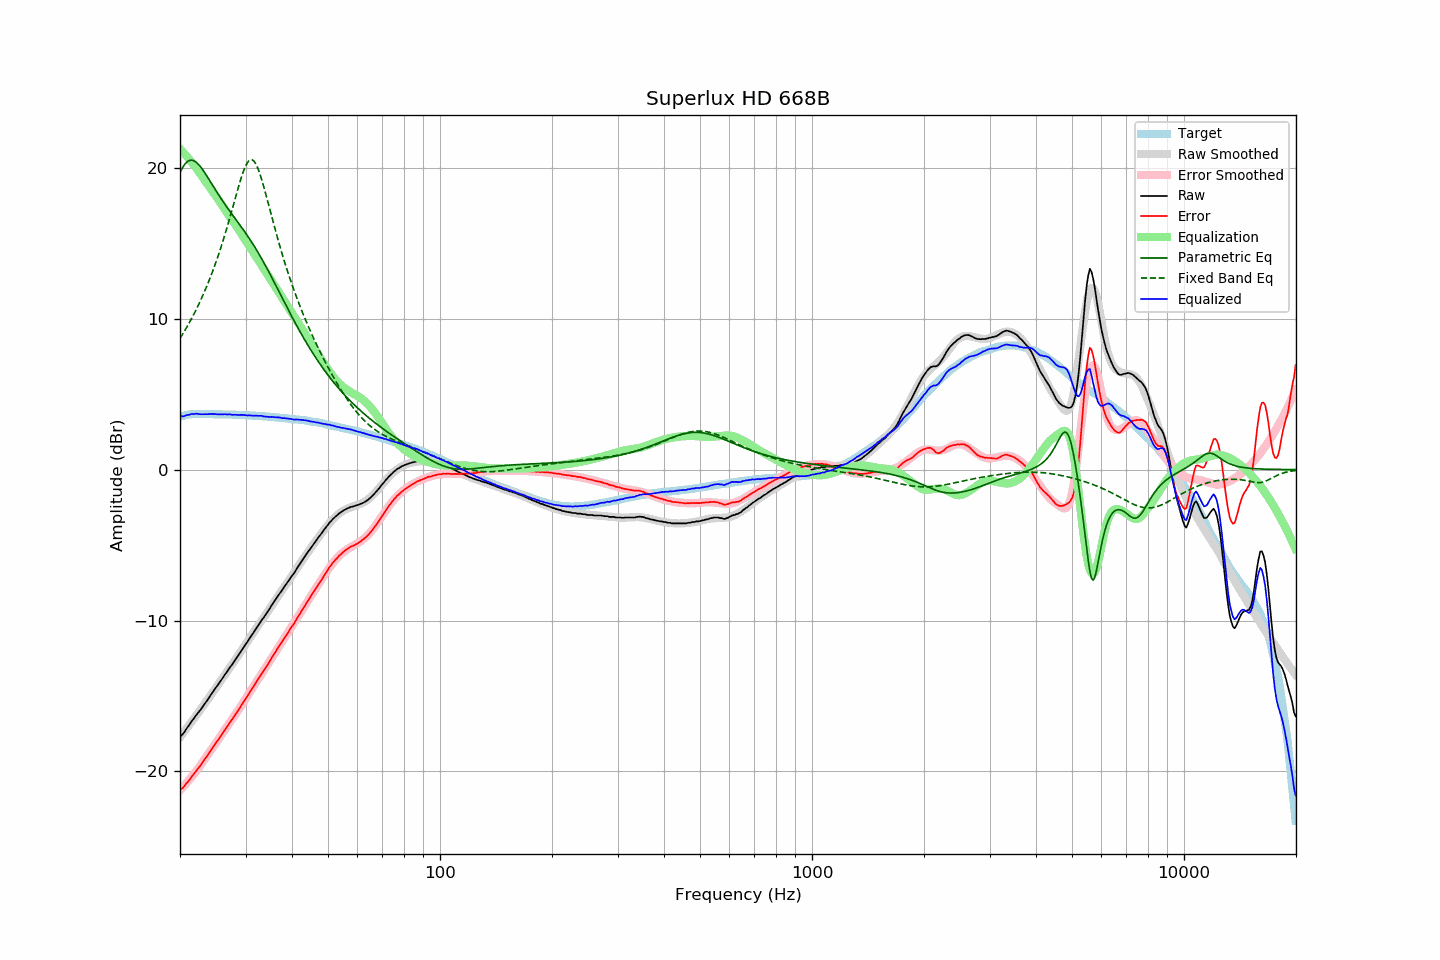 Superlux HD 668B
Target
Raw Smoothed
Error Smoothed
Raw
Error
Equalization
Parametric Eq
Fixed Band Eq
Equalized
Amplitude (dBr)
20
10
0
−10
−20
100
1000
10000
Frequency (Hz)